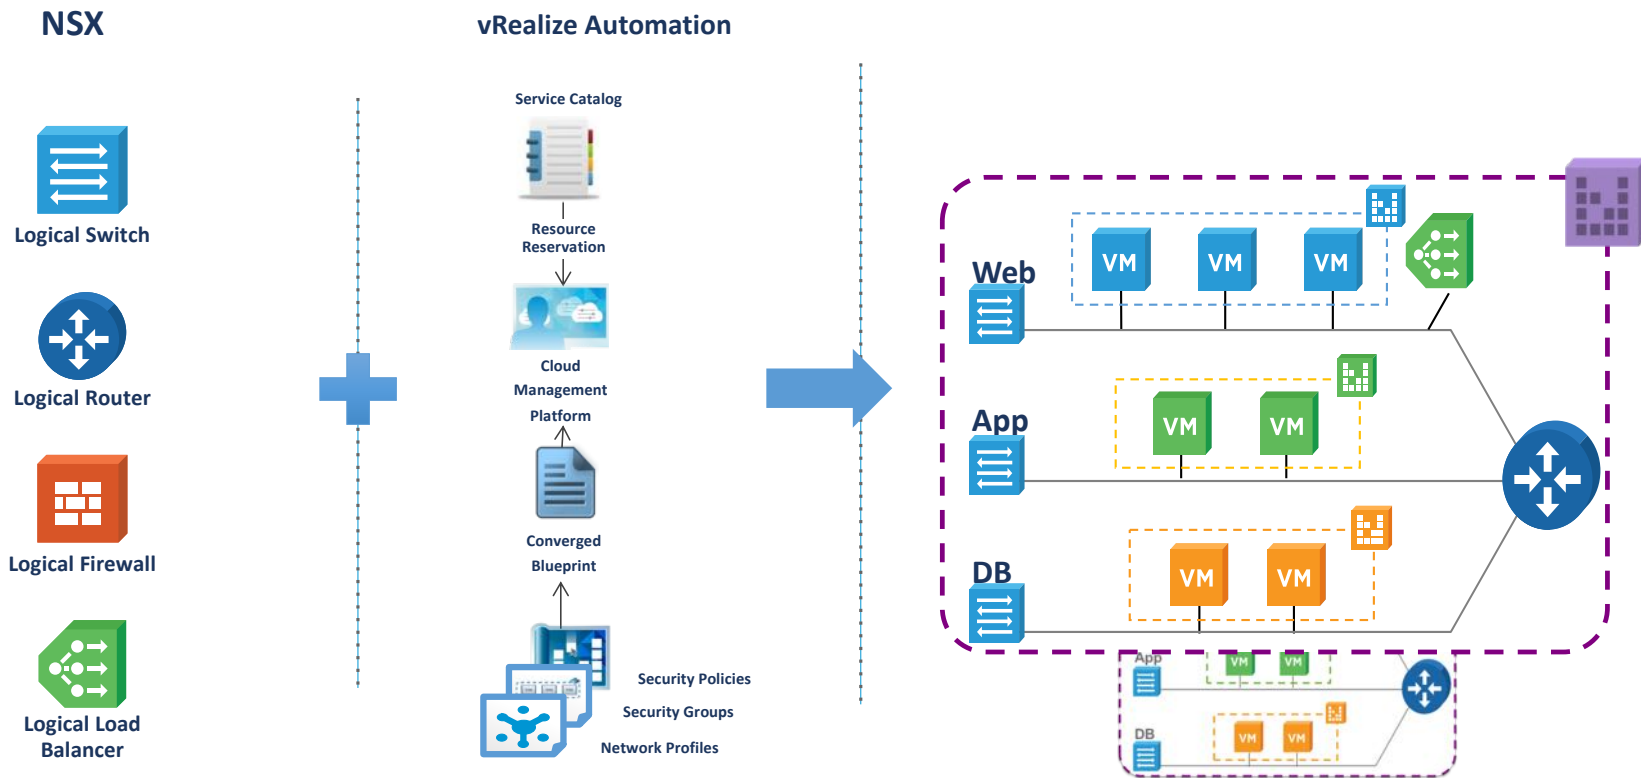 NSX
vRealize Automation
Logical Switch
Logical Router
Logical Firewall
Logical Load
Balancer
Service Catalog
Resource
Reservation
Cloud
Management
Platform
Converged
Blueprint
Security Policies
Security Groups
Network Profiles
Web
VM
VM
VM
App
VM
VM
DB
VM
VM
App
VM
VM
DB
VM
VM